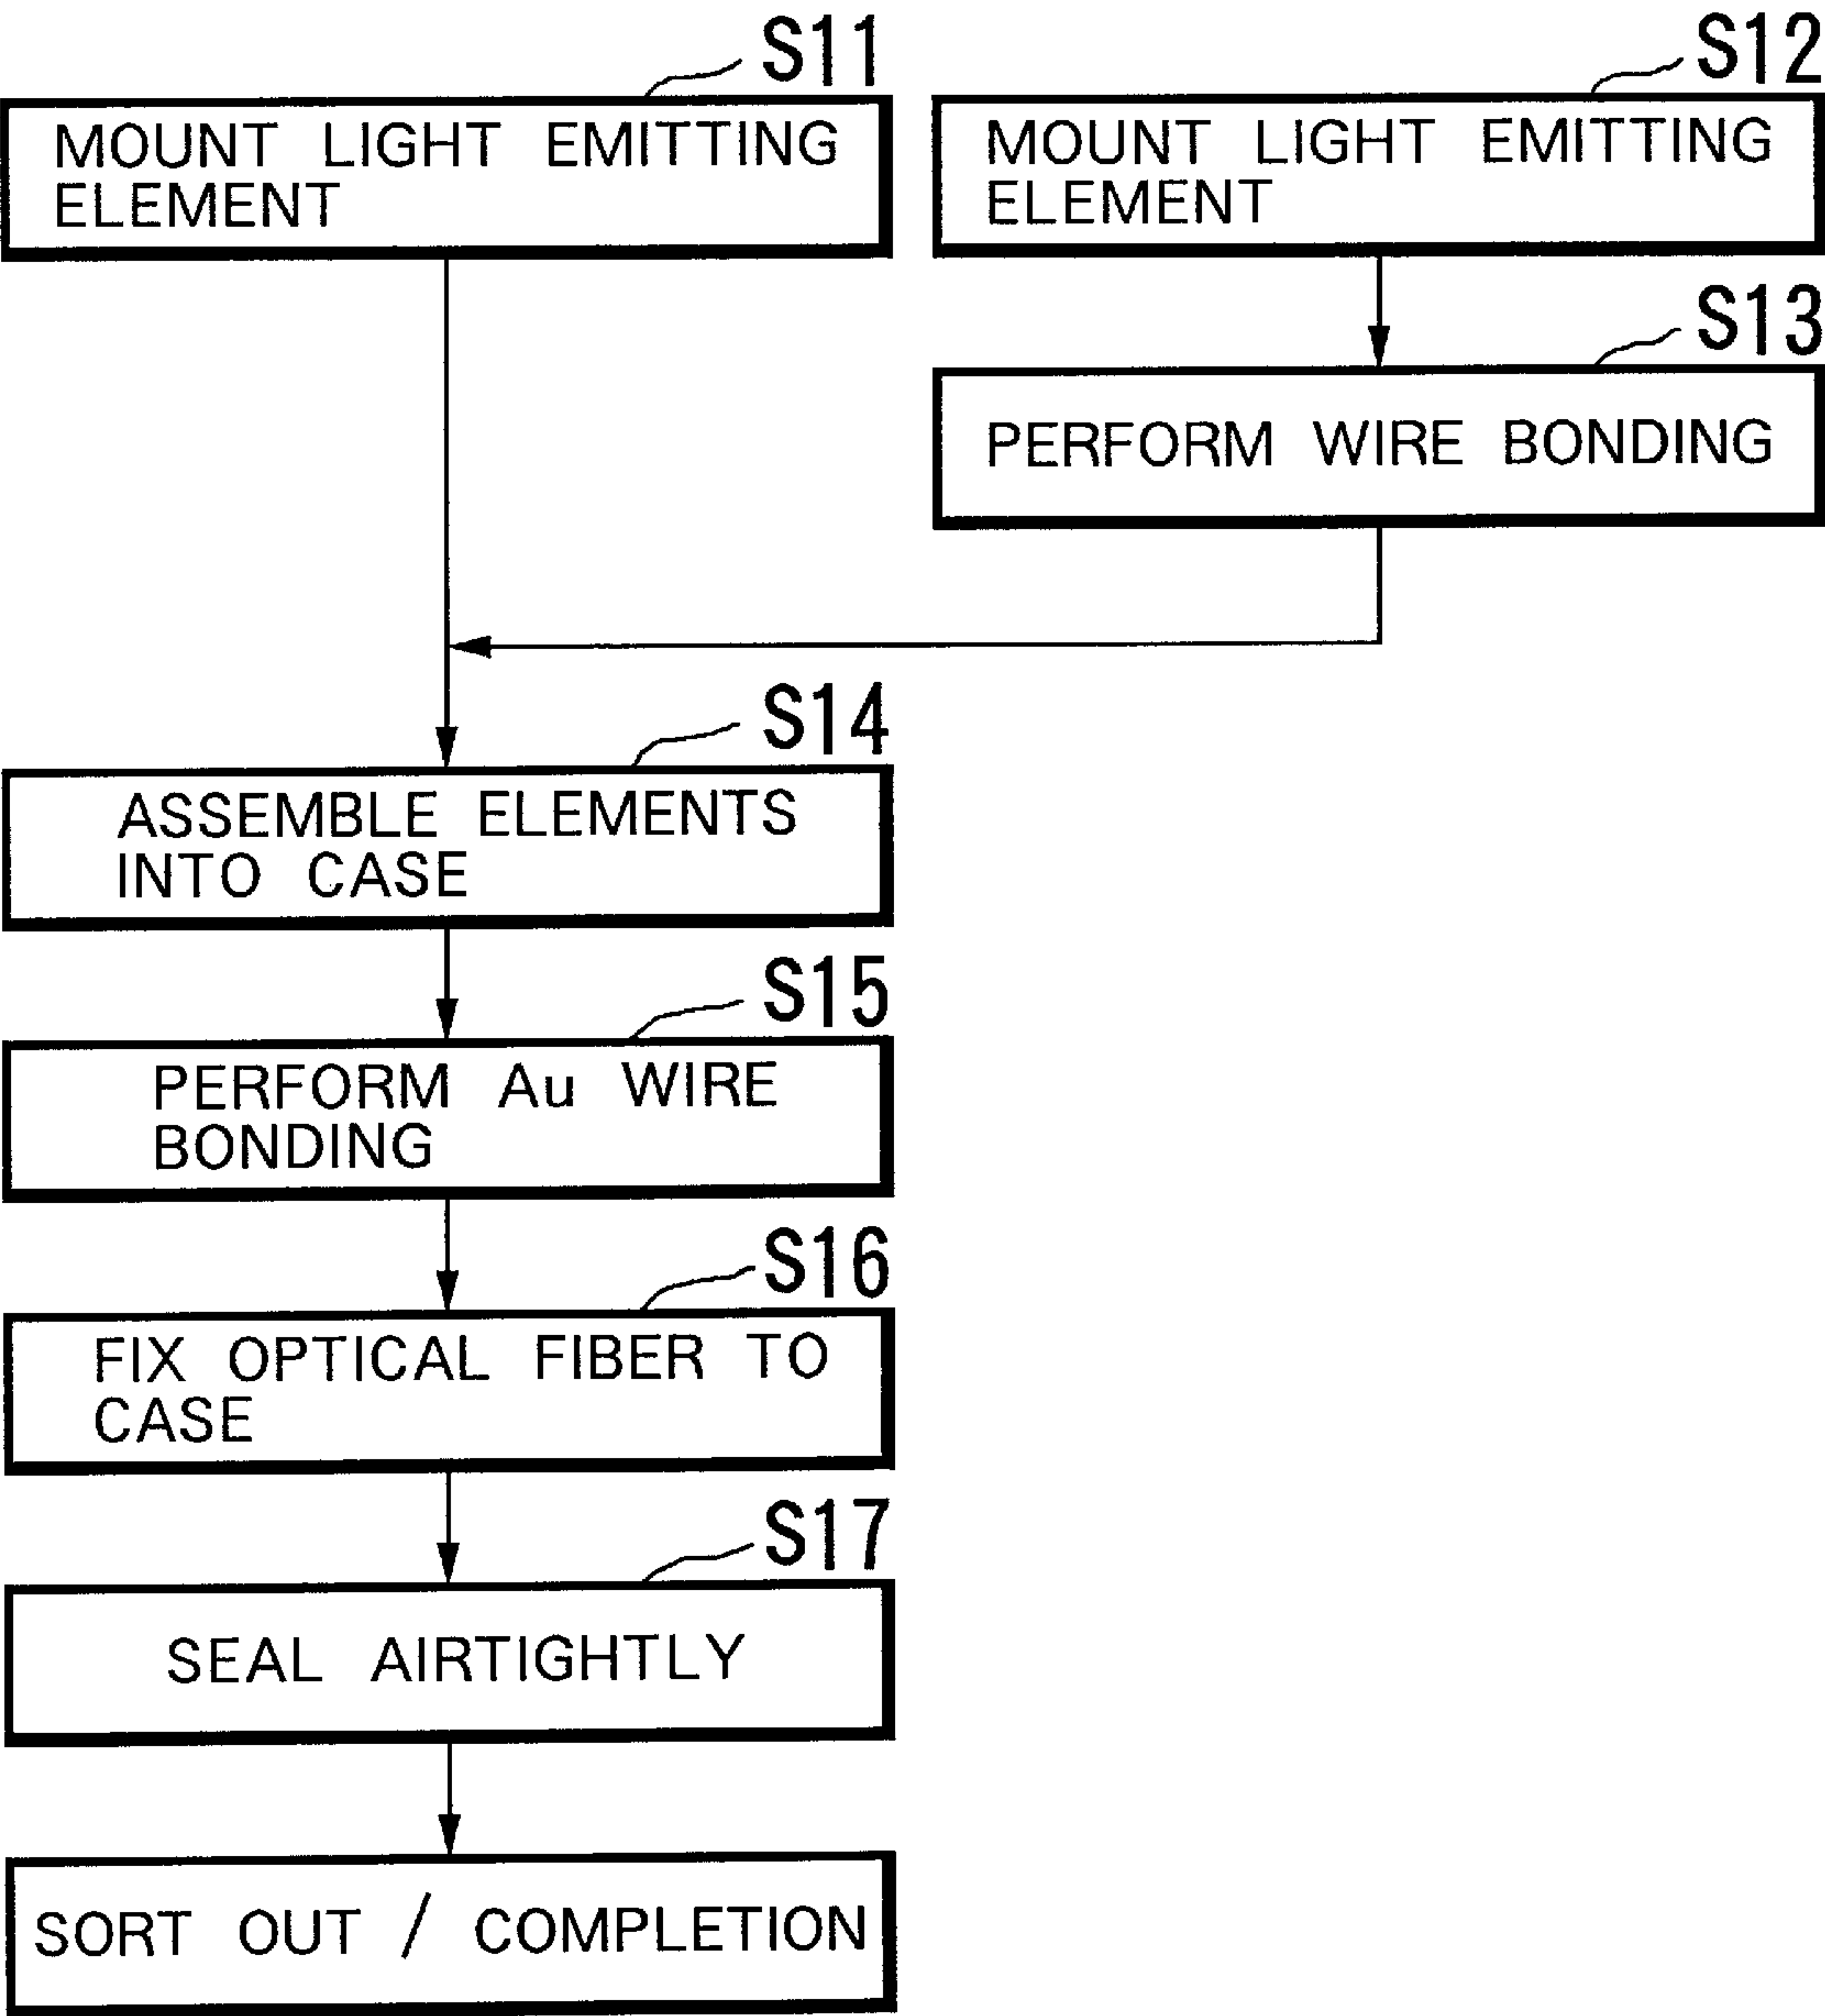 S11
MOUNT LIGHT EMITTING
ELEMENT
S12
MOUNT LIGHT EMITTING
ELEMENT
S13
PERFORM WIRE BONDING
S14
ASSEMBLE ELEMENTS
INTO CASE
S15
PERFORM Au WIRE
BONDING
S16
FIX OPTICAL FIBER TO
CASE
S17
SEAL AIRTIGHTLY
SORT OUT / COMPLETION